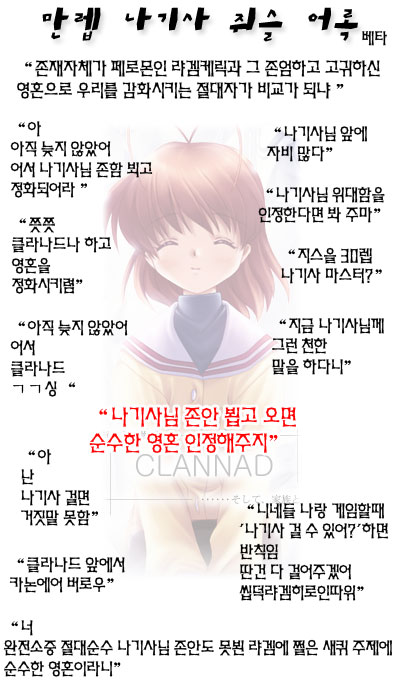 만렙 나기사 쥐슬 어록 베타
“ 존재자체가 페로몬인 랴겜케릭과 그 존엄하고 고귀하신
영혼으로 우리를 감화시키는 절대자가 비교가 되냐 ”
“ 아
아직 늦지 않았어
어서 나기사님 존함 뵈고
정화되어라 ”
“ 나기사님 앞에
자비 많다”
“ 나기사님 위대함을
인정한다면 봐 주마”
“ 쯧쯧
클라나드나 하고
영혼을
정화시키렴”
“ 지스을 크미렙
나기사 마스터?”
“ 아직 늦지 않았어
어서
클라나드
ㄱㄱ싱 “
“ 지금 나기사님께
그런 천한
말을 하다니”
“ 나기사님 존안 뵙고 오면
순수한 영혼 인정해주지”
CLANNAD
······そして、家族と
“ 아
난
나기사 걸면
거짓말 못함”
“ 니네들 나랑 게임할때
‘나기사 걸 수 있어?’하면
반칙임
딴건 다 걸어주겠어
씹덕랴겜히로인따위”
“ 클라나드 앞에서
카논에어 버로우”
“ 너
완전소중 절대순수 나기사님 존안도 못뵌 랴겜에 쩔은 새퀴 주제에
순수한 영혼이라니”